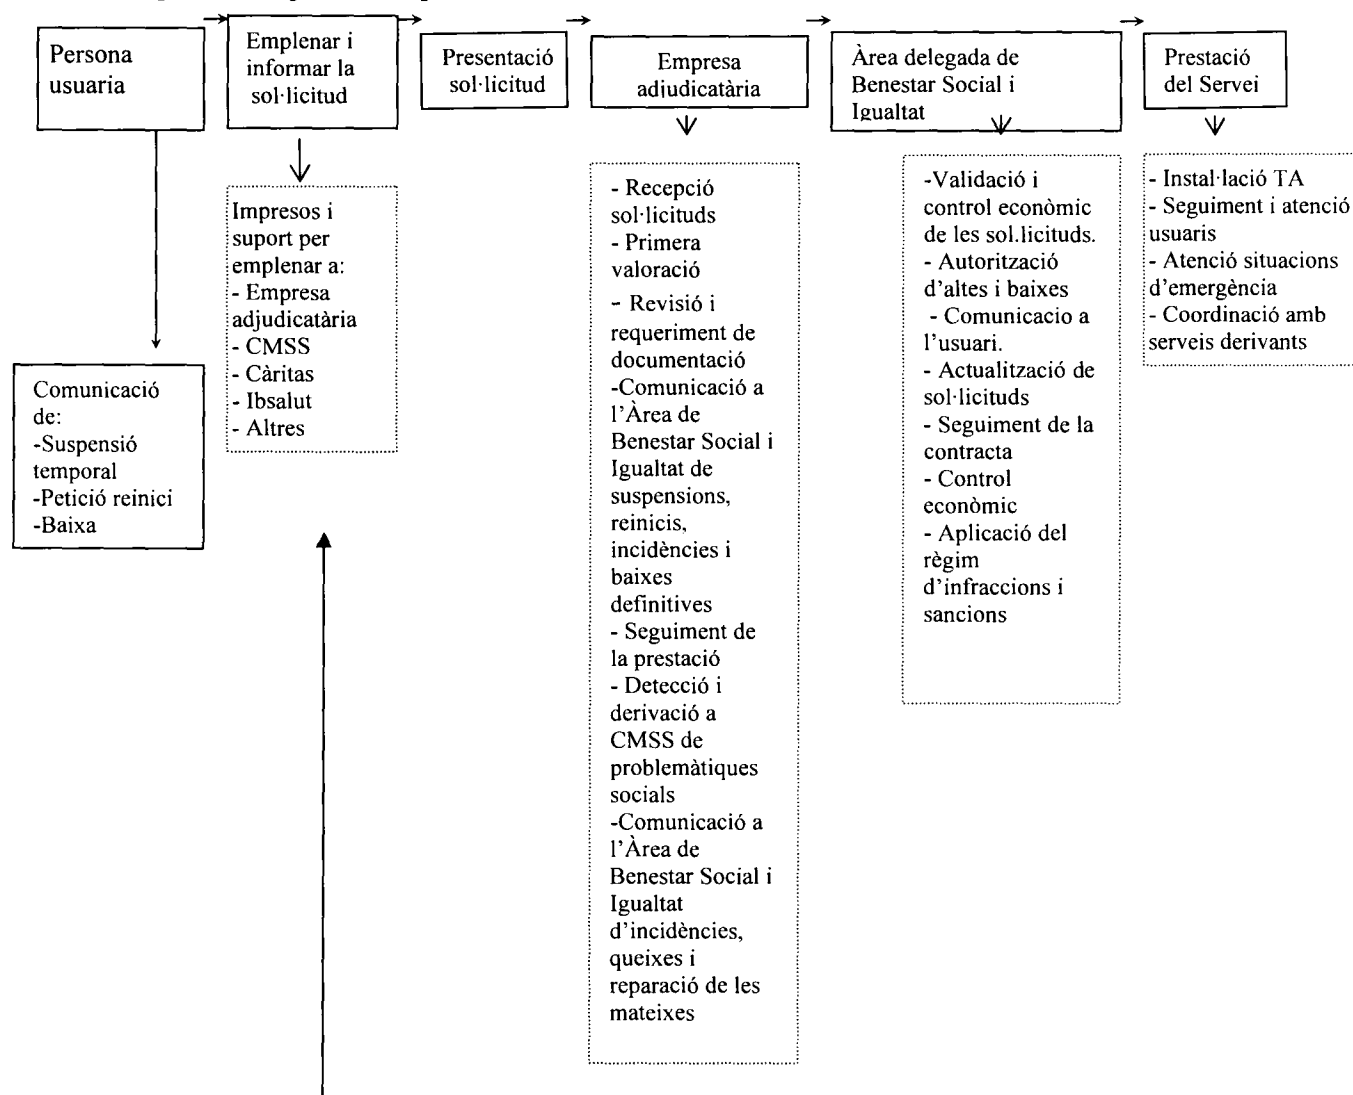 Persona
usuaria
Emplenar i
informar la
sol·licitud
Presentació
sol·licitud
Empresa
adjudicatària
Àrea delegada de
Benestar Social i
Igualtat
Prestació
del Servei
Comunicació
de:
-Suspensió
temporal
-Petició reinici
-Baixa
Impresos i
suport per
emplenar a:
- Empresa
adjudicatària
- CMSS
- Càritas
- Ibsalut
- Altres
- Recepció
sol·licituds
- Primera
valoració
- Revisió i
requeriment de
documentació
-Comunicació a
l'Àrea de
Benestar Social i
Igualtat de
suspensions,
reinicis,
incidències i
baixes
definitives
- Seguiment de
la prestació
- Detecció i
derivació a
CMSS de
problemàtiques
socials
-Comunicació a
l'Àrea de
Benestar Social i
Igualtat
d'incidències,
queixes i
reparació de les
mateixes
-Validació i
control econòmic
de les sol.licituds.
- Autorització
d'altes i baixes
- Comunicacio a
l'usuari.
- Actualització de
sol·licituds
- Seguiment de la
contracta
- Control
econòmic
- Aplicació del
règim
d'infraccions i
sancions
- Instal·lació TA
- Seguiment i atenció
usuaris
- Atenció situacions
d'emergència
- Coordinació amb
serveis derivants